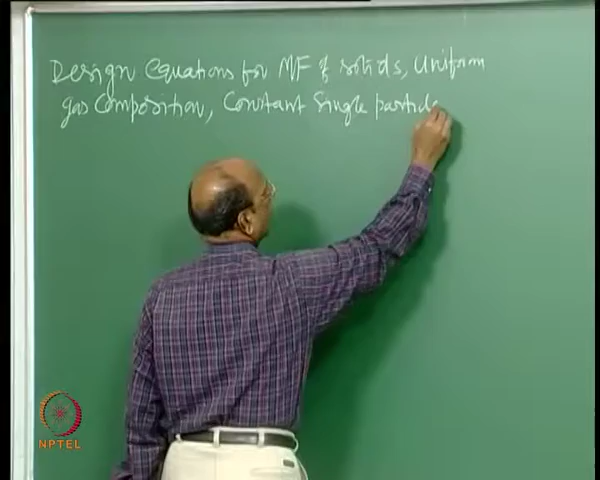 Design Equations for MF of solids, Uniform
gas Composition, Constant Single particle
NPTEL